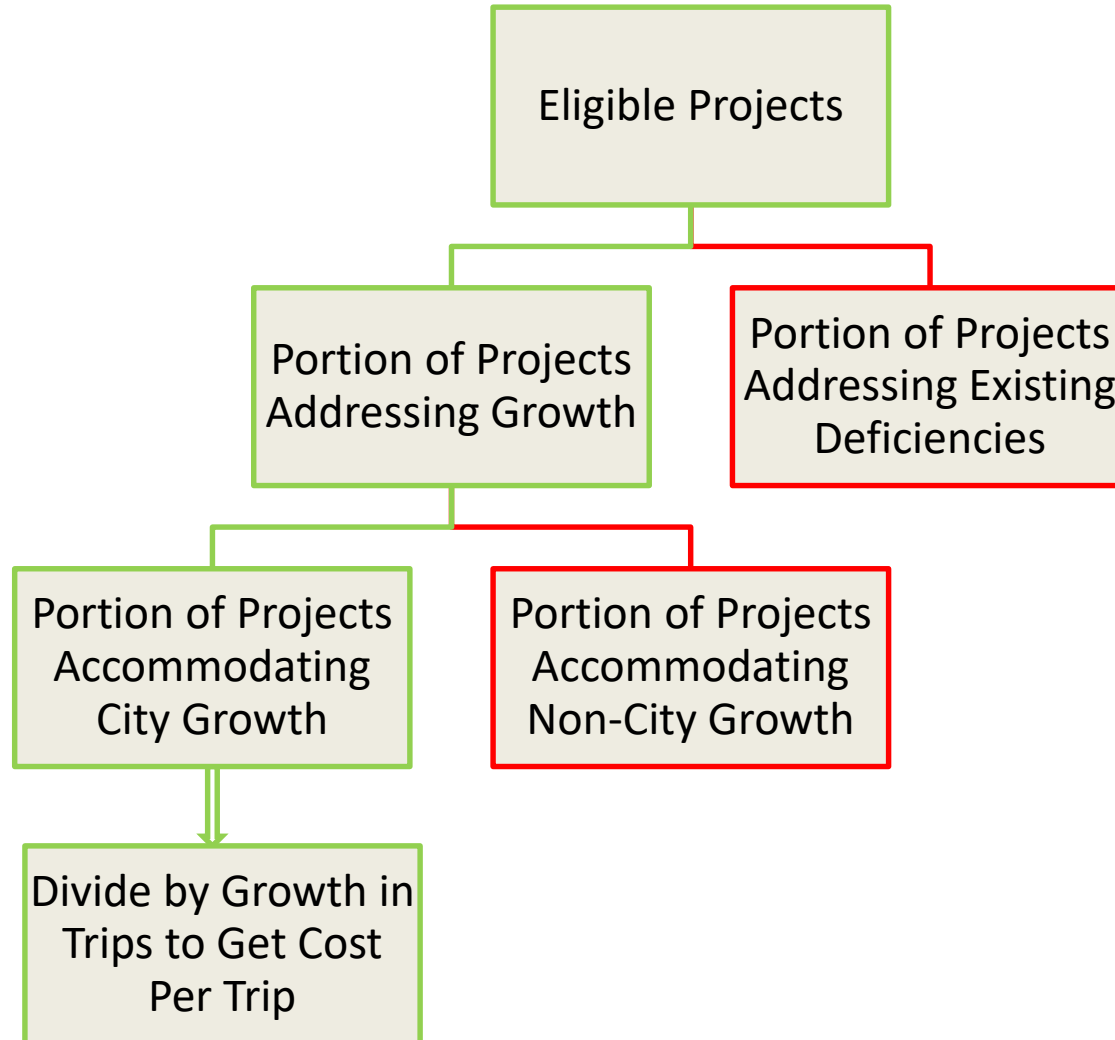 Eligible Projects
Portion of Projects
Addressing Growth
Portion of Projects
Addressing Existing
Deficiencies
Portion of Projects
Accommodating
City Growth
Portion of Projects
Accommodating
Non-City Growth
Divide by Growth in
Trips to Get Cost
Per Trip